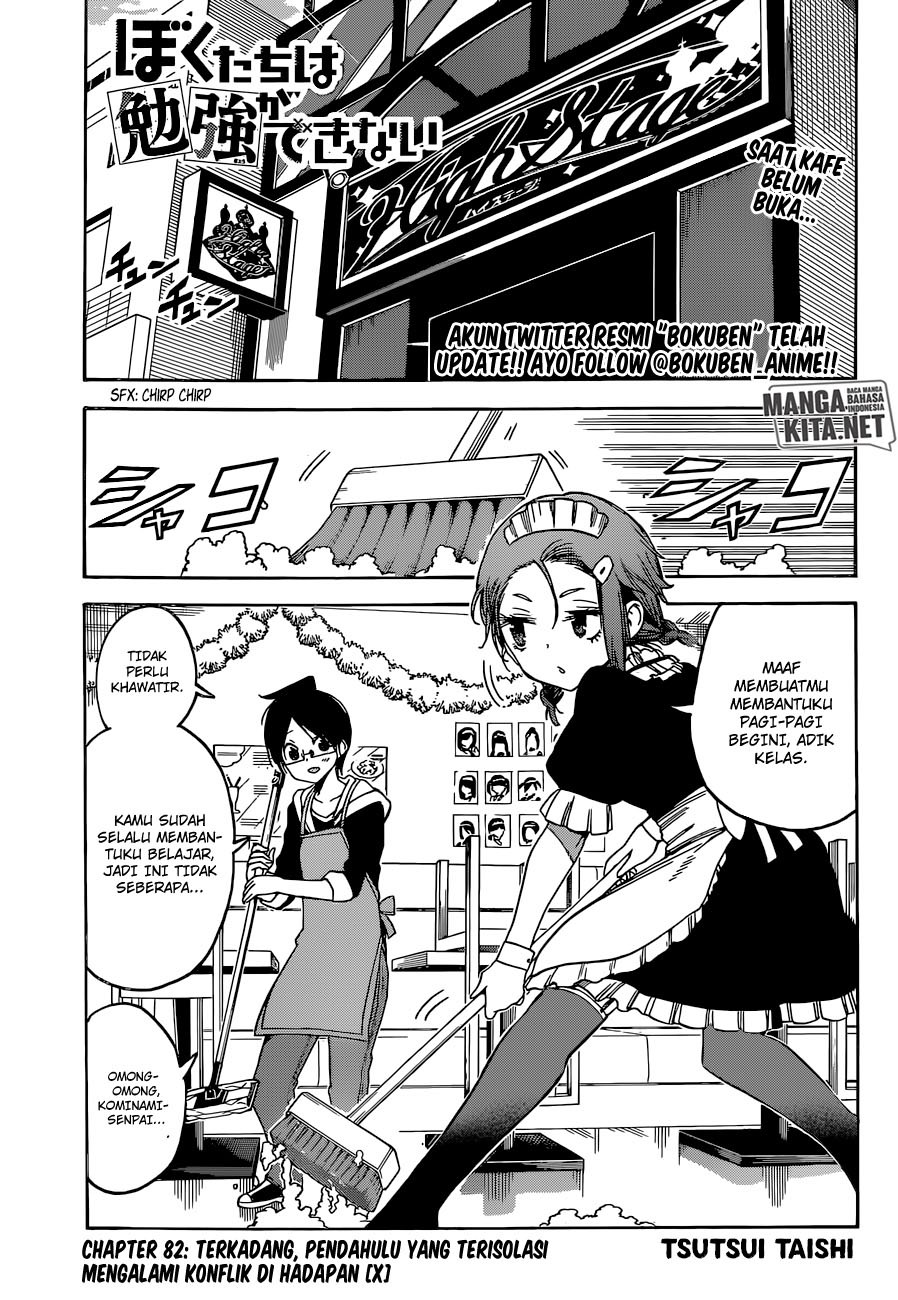 ぼくたちは
勉強が
できない
High Stage
ハイステージ
High
Stage
チュン
チュン
SAAT KAFE
BELUM
BUKA...
AKUN TWITTER RESMI "BOKUBEN" TELAH
UPDATE!! AYO FOLLOW @BOKUBEN_ANIME!!
SFX: CHIRP CHIRP
MANGA
KITA.NET
BACA MANGA
BAHASA
INDONESIA
シャコ
シャコ
MAAF
MEMBUATMU
MEMBANTUKU
PAGI-PAGI
BEGINI, ADIK
KELAS.
TIDAK
PERLU
KHAWATIR.
KAMU SUDAH
SELALU MEMBAN-
TUKU BELAJAR,
JADI INI TIDAK
SEBERAPA...
OMONG-
OMONG,
KOMINAMI-
SENPAI...
CHAPTER 82: TERKADANG, PENDAHULU YANG TERISOLASI
MENGALAMI KONFLIK DI HADAPAN [X]
TSUTSUI TAISHI